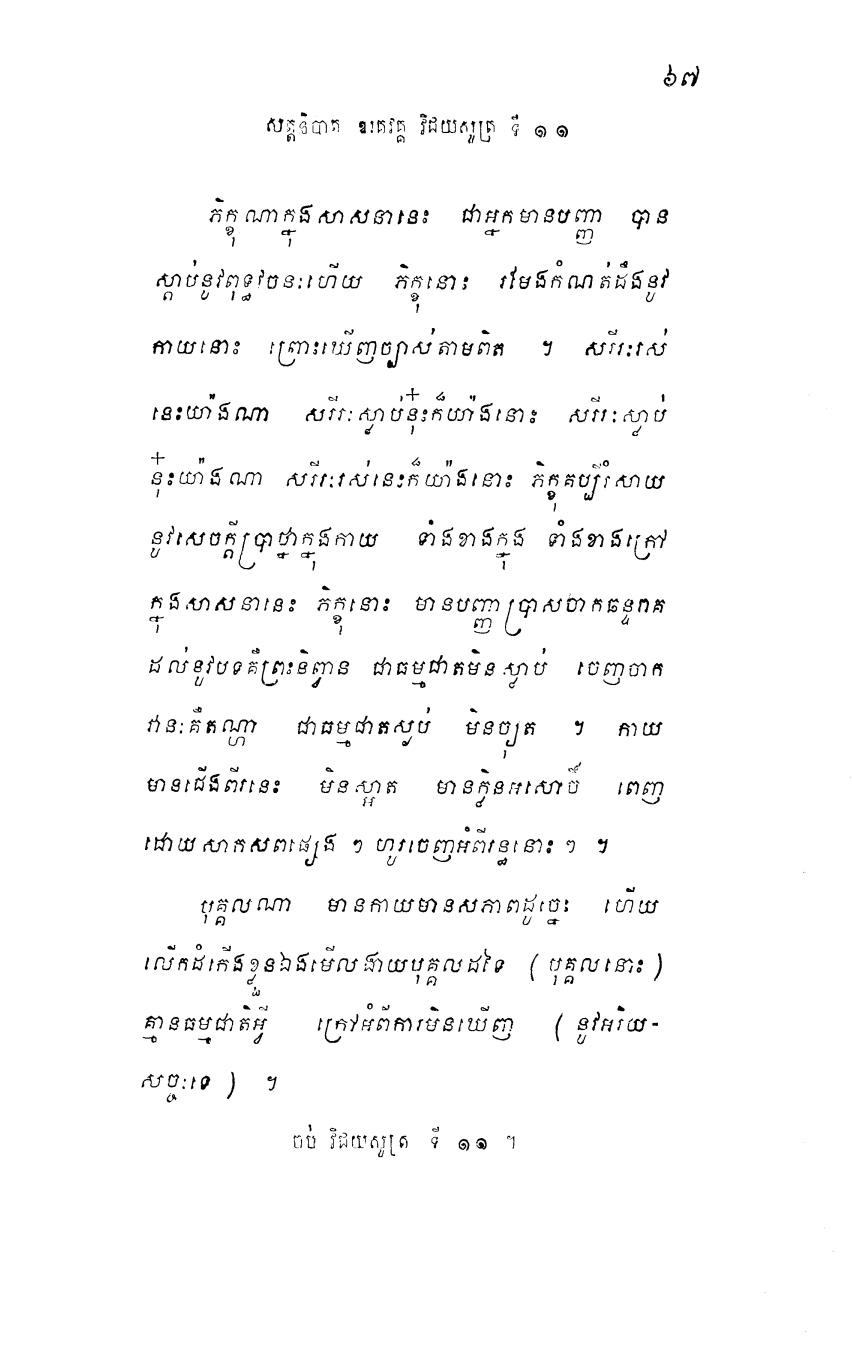 ៦៧
សត្តនិបាត ឧរគវគ្គ វិជយសូត្រ ទី ១១
ភិក្ខុណាក្នុងសាសនានេះ ជាអ្នកមានបញ្ញា បាន
ស្តាប់នូវពុទ្ធវចនៈហើយ ភិក្ខុនោះ រមែងកំណត់ដឹងនូវ
កាយនោះ ព្រោះឃើញច្បាស់តាមពិត ។ សរីរៈរស់
នេះយ៉ាងណា សរីរៈស្លាប់នុ៎ះក៏យ៉ាងនោះ សរីរៈស្លាប់
នុ៎ះយ៉ាងណា សរីរៈរស់នេះក៏យ៉ាងនោះ ភិក្ខុគប្បីរំសាយ
នូវសេចក្តីប្រាថ្នាក្នុងកាយ ទាំងខាងក្នុង ទាំងខាងក្រៅ
ក្នុងសាសនានេះ ភិក្ខុនោះ មានបញ្ញាប្រាសចាកឆន្ទរាគ
ដល់នូវបទគឺព្រះនិព្វាន ជាធម្មជាតមិនស្លាប់ ចេញចាក
វានៈគឺតណ្ហា ជាធម្មជាតស្ងប់ មិនច្យុត ។ កាយ
មានជើងពីរនេះ មិនស្អាត មានក្លិនអសោចិ៍ ពេញ
ដោយសាកសពផ្សេង ៗ ហូរចេញអំពីរន្ធនោះ ៗ ។
បុគ្គលណា មានកាយមានសភាពដូច្នេះ ហើយ
លើកដំកើងខ្លួនឯងមើលងាយបុគ្គលដទៃ ( បុគ្គលនោះ )
គ្មានធម្មជាតិអ្វី ក្រៅអំពីការមិនឃើញ ( នូវអរិយ-
សច្ចៈទេ ) ។
ចប់ វិជយសូត្រ ទី ១១ ។